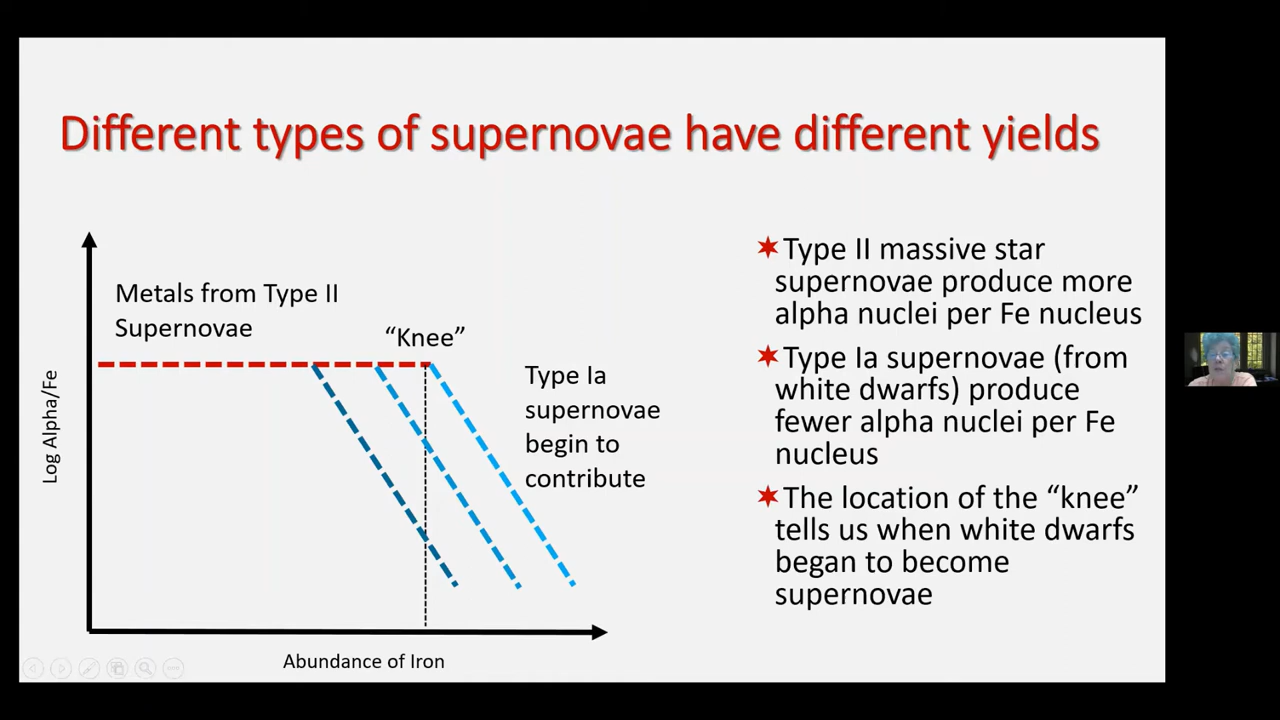 Different types of supernovae have different yields
Metals from Type II
Supernovae
“Knee”
Type Ia
supernovae
begin to
contribute
Log Alpha/Fe
Abundance of Iron
Type II massive star
supernovae produce more
alpha nuclei per Fe nucleus
Type Ia supernovae (from
white dwarfs) produce
fewer alpha nuclei per Fe
nucleus
The location of the “knee”
tells us when white dwarfs
began to become
supernovae